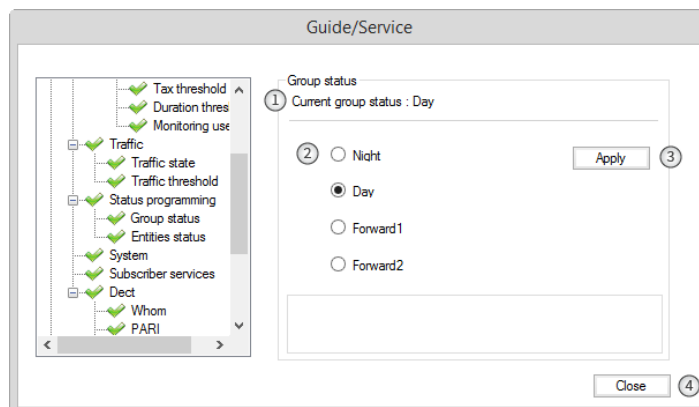 Guide/Service
Tax threshold
Duration thres
Monitoring use
Traffic
Traffic state
Traffic threshold
Status programming
Group status
Entities status
System
Subscriber services
Dect
Whom
PARI
Group status
1 Current group status : Day
2 Night
Apply 3
Day
Forward1
Forward2
Close 4